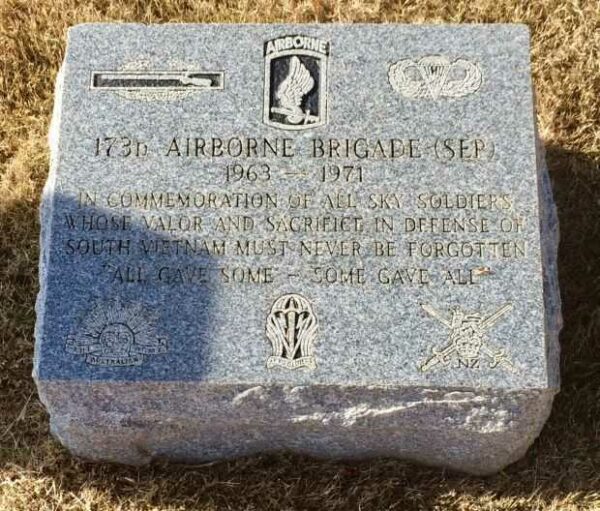 AIRBORNE
173D AIRBORNE BRIGADE (SEP)
1963 — 1971
IN COMMEMORATION OF ALL SKY SOLDIERS
WHOSE VALOR AND SACRIFICE IN DEFENSE OF
SOUTH VIETNAM MUST NEVER BE FORGOTTEN
"ALL GAVE SOME - SOME GAVE ALL"
AUSTRALIAN
NZ